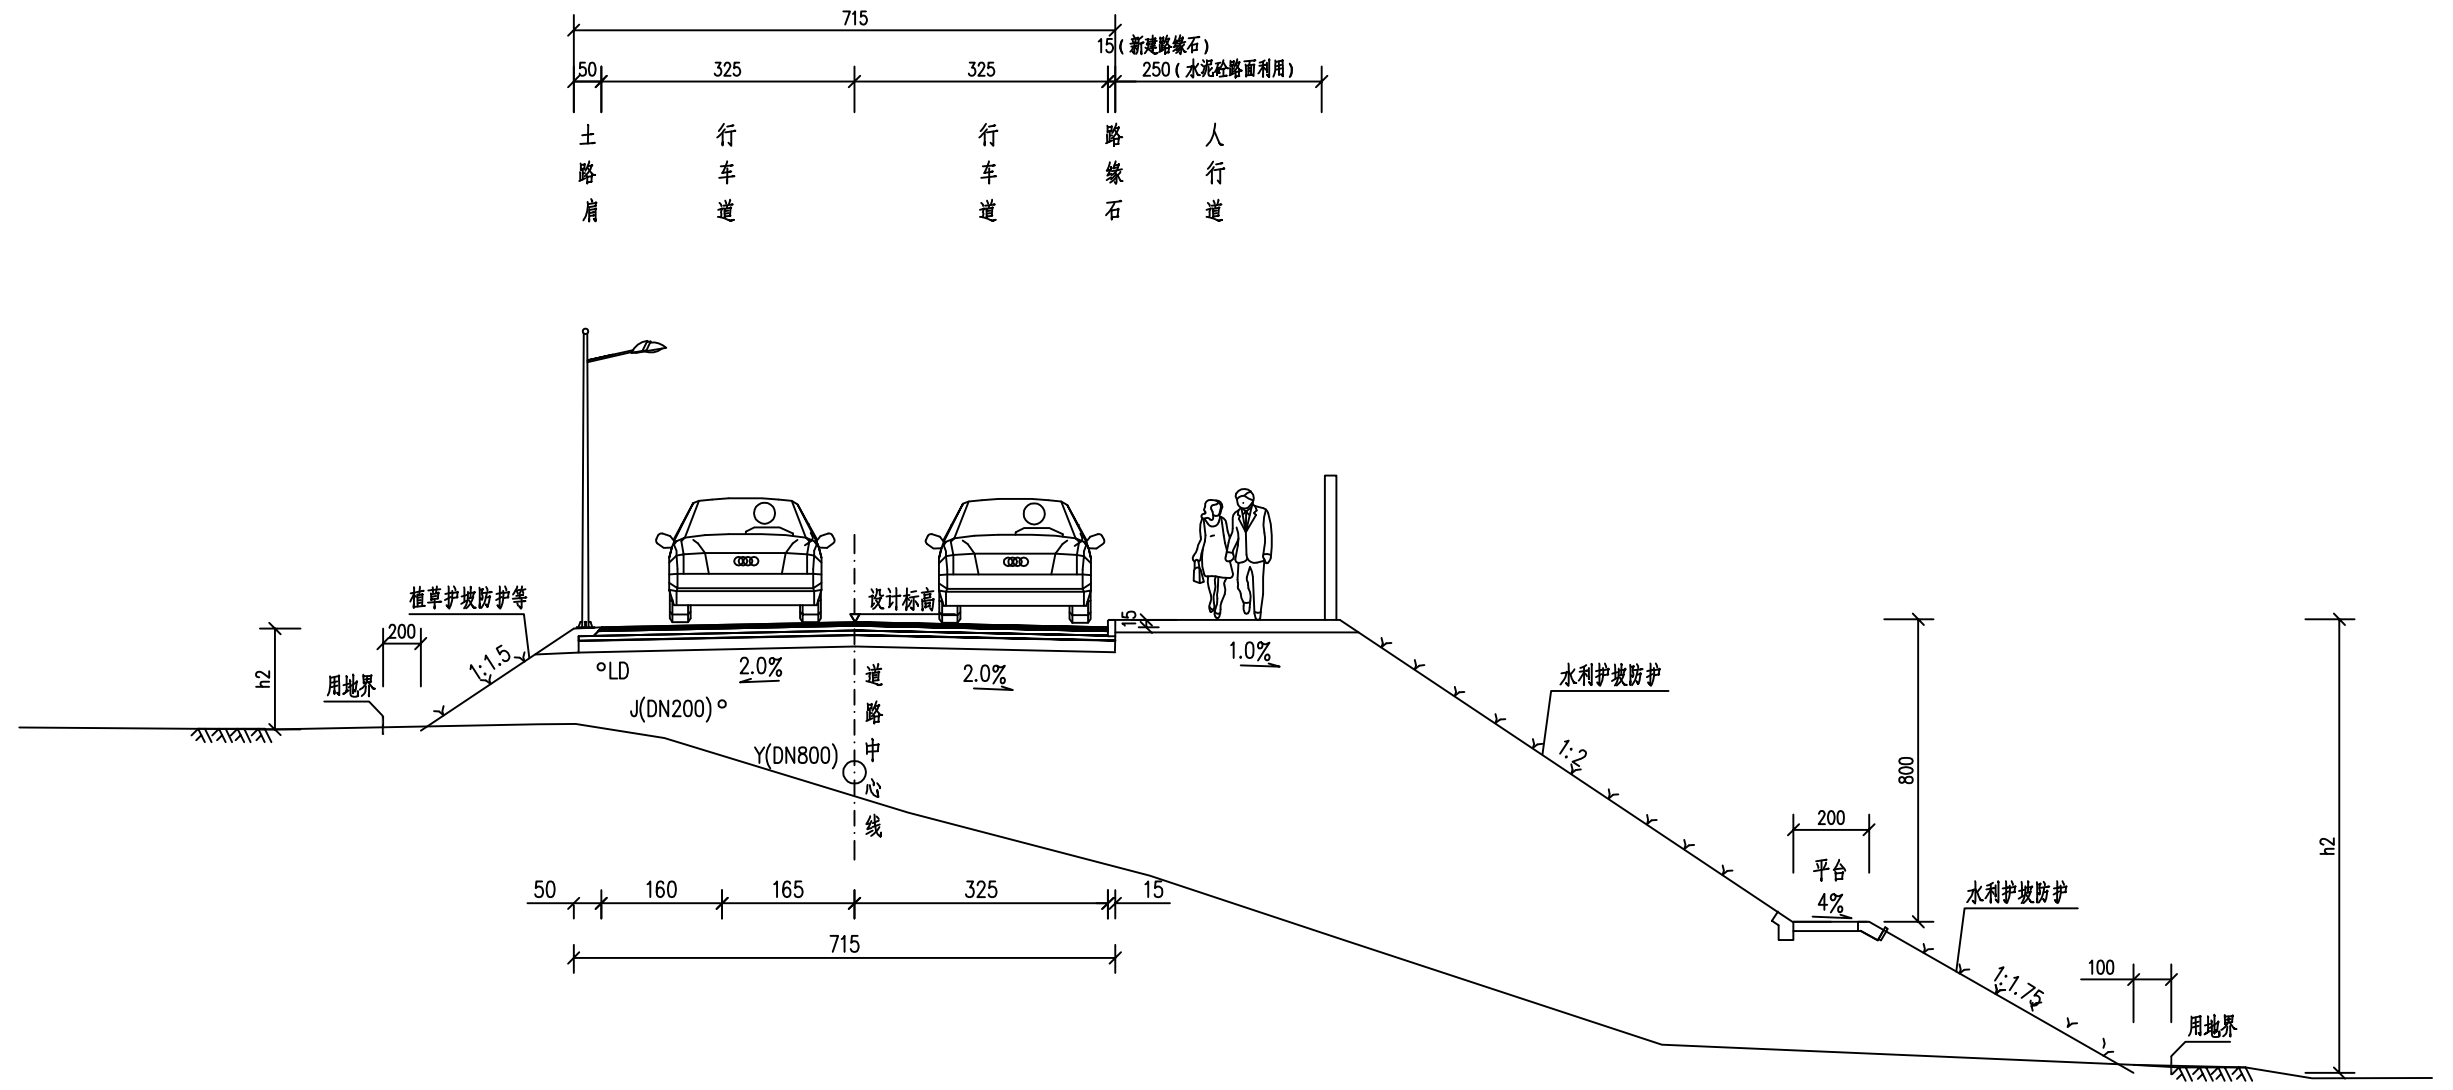 715
15(新建路缘石)
50
325
325
250(水泥砼路面利用)
土路肩
行车道
行车道
路缘石
人行道
植草护坡防护等
设计标高
15
200
h2
用地界
1:1.5
LD
2.0%
2.0%
1.0%
J(DN200)
Y(DN800)
道路中心线
水利护坡防护
1:2
800
h2
200
平台
4%
50
160
165
325
15
715
水利护坡防护
1:1.75
100
用地界